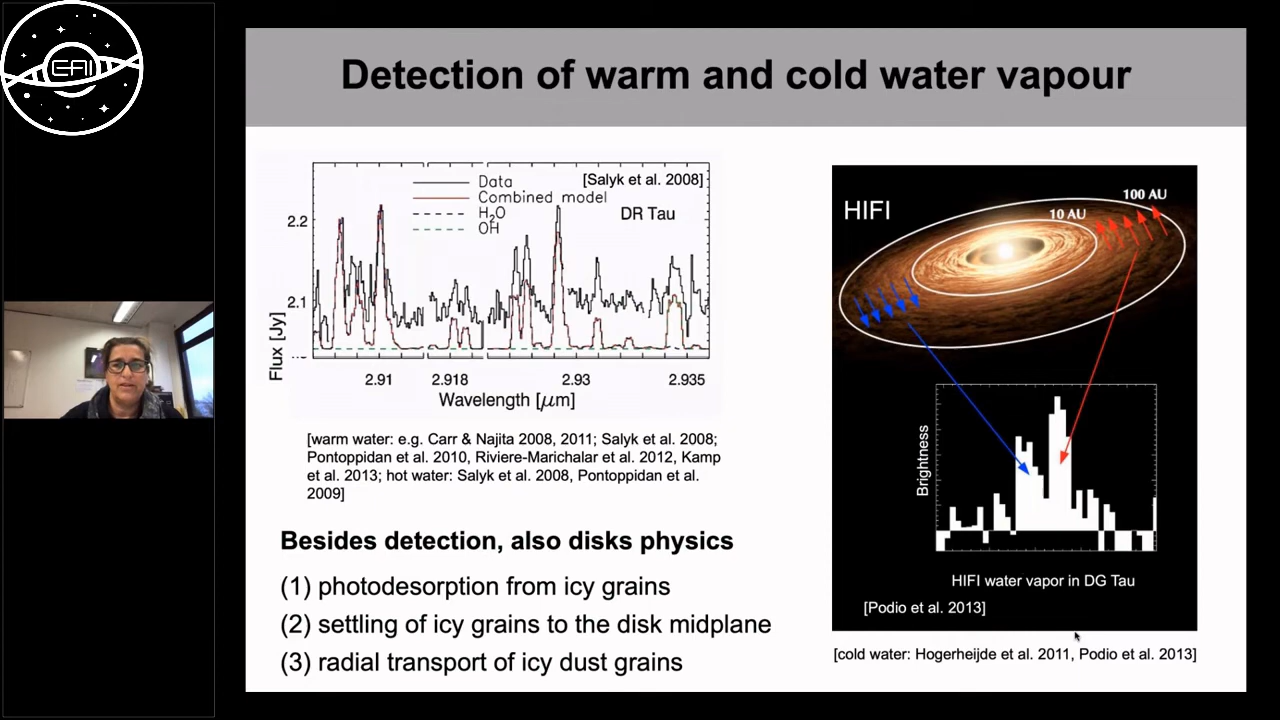 EAI
Detection of warm and cold water vapour
Data
[Salyk et al. 2008]
Combined model
H₂O
DR Tau
OH
2.2
2.1
Flux [Jy]
2.91
2.918
2.93
2.935
Wavelength [μm]
[warm water: e.g. Carr & Najita 2008, 2011; Salyk et al. 2008;
Pontoppidan et al. 2010, Riviere-Marichalar et al. 2012, Kamp
et al. 2013; hot water: Salyk et al. 2008, Pontoppidan et al.
2009]
Besides detection, also disks physics
(1) photodesorption from icy grains
(2) settling of icy grains to the disk midplane
(3) radial transport of icy dust grains
HIFI
100 AU
10 AU
Brightness
HIFI water vapor in DG Tau
[Podio et al. 2013]
[cold water: Hogerheijde et al. 2011, Podio et al. 2013]